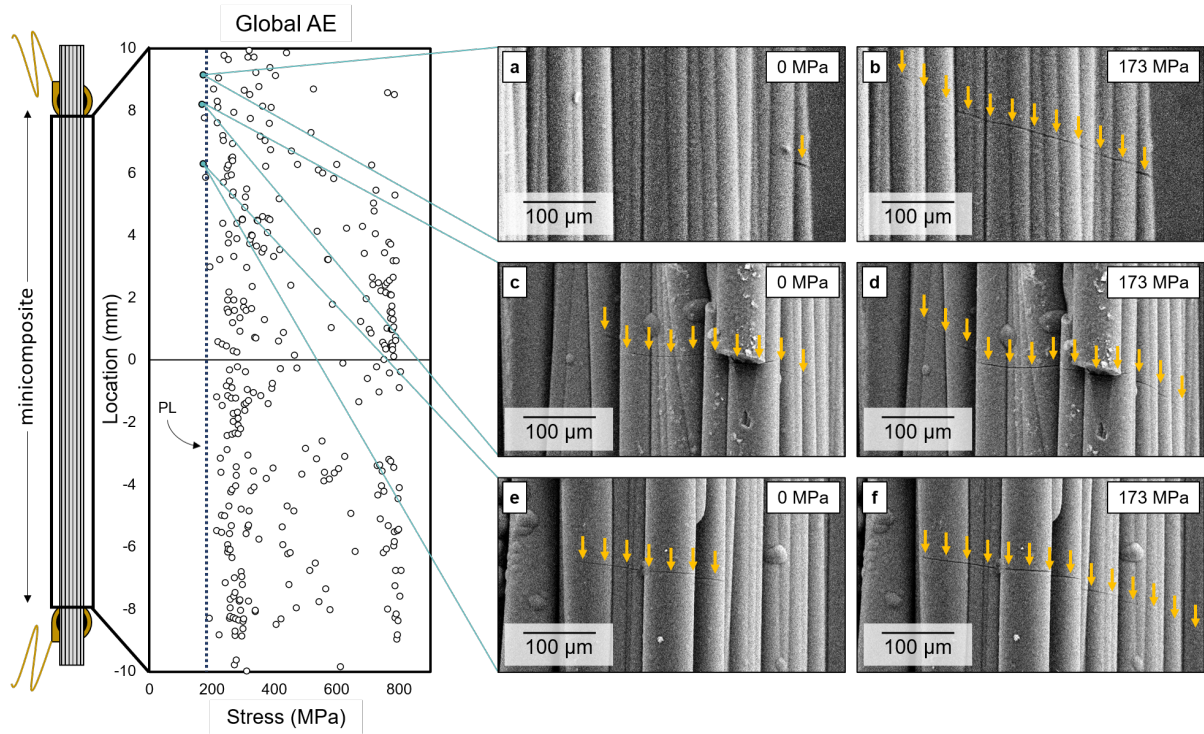 Global AE
minicomposite
Location (mm)
10
8
6
4
2
0
-2
-4
-6
-8
-10
PL
0
200
400
600
800
Stress (MPa)
a
0 MPa
100 µm
b
173 MPa
100 µm
c
0 MPa
100 µm
d
173 MPa
100 µm
e
0 MPa
100 µm
f
173 MPa
100 µm